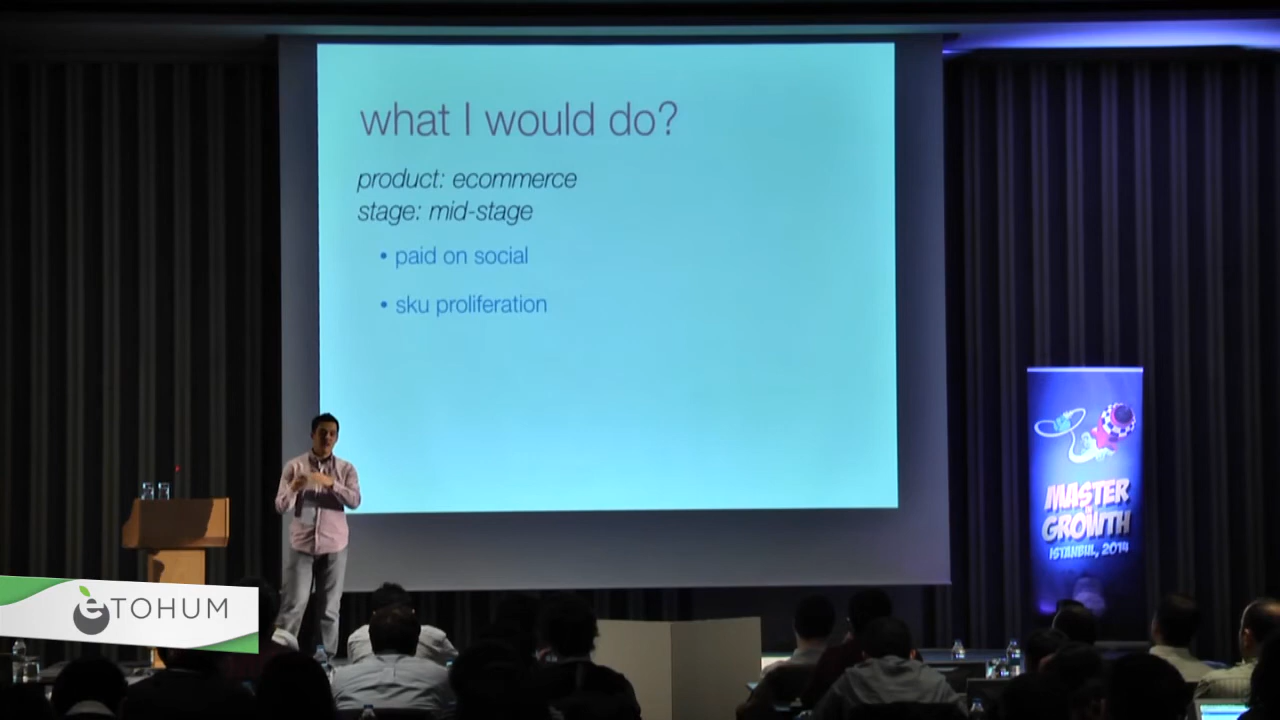 what I would do?
product: ecommerce
stage: mid-stage
• paid on social
• sku proliferation
MASTER
GROWTH
ISTANBUL, 2014
eTOHUM